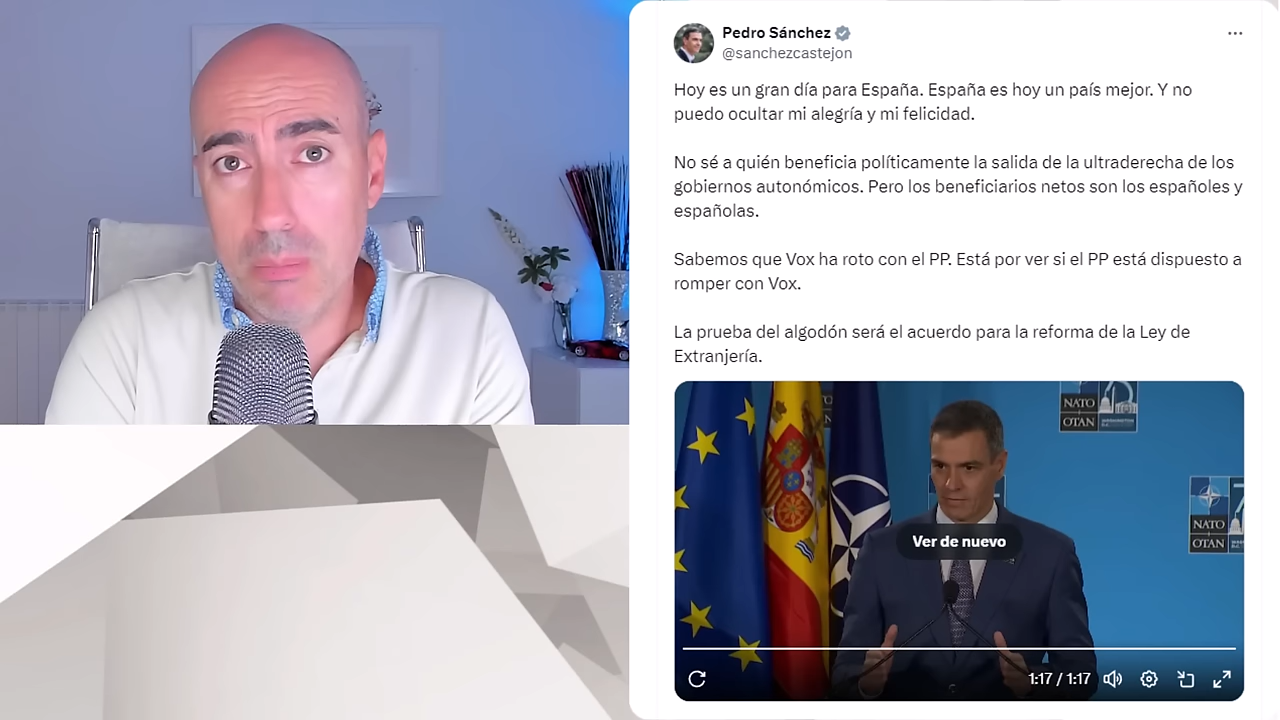 Pedro Sánchez
@sanchezcastejon
Hoy es un gran día para España. España es hoy un país mejor. Y no
puedo ocultar mi alegría y mi felicidad.
No sé a quién beneficia políticamente la salida de la ultraderecha de los
gobiernos autonómicos. Pero los beneficiarios netos son los españoles y
españolas.
Sabemos que Vox ha roto con el PP. Está por ver si el PP está dispuesto a
romper con Vox.
La prueba del algodón será el acuerdo para la reforma de la Ley de
Extranjería.
NATO
OTAN
NATO
OTAN
Ver de nuevo
1:17 / 1:17